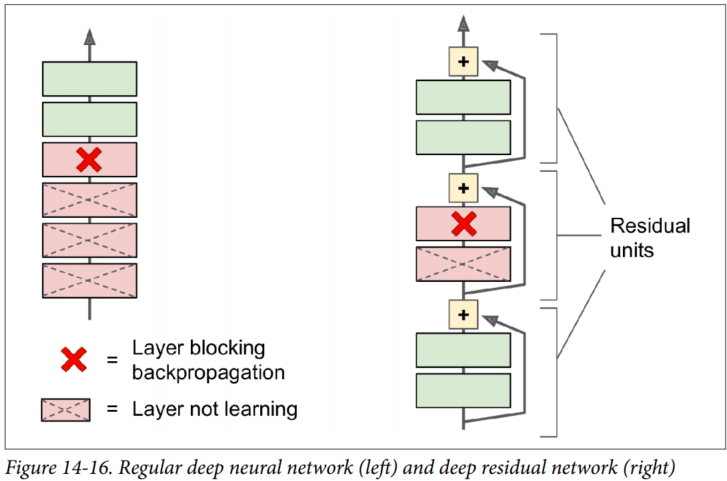 +
+
Residual
units
+
= Layer blocking
backpropagation
= Layer not learning
Figure 14-16. Regular deep neural network (left) and deep residual network (right)